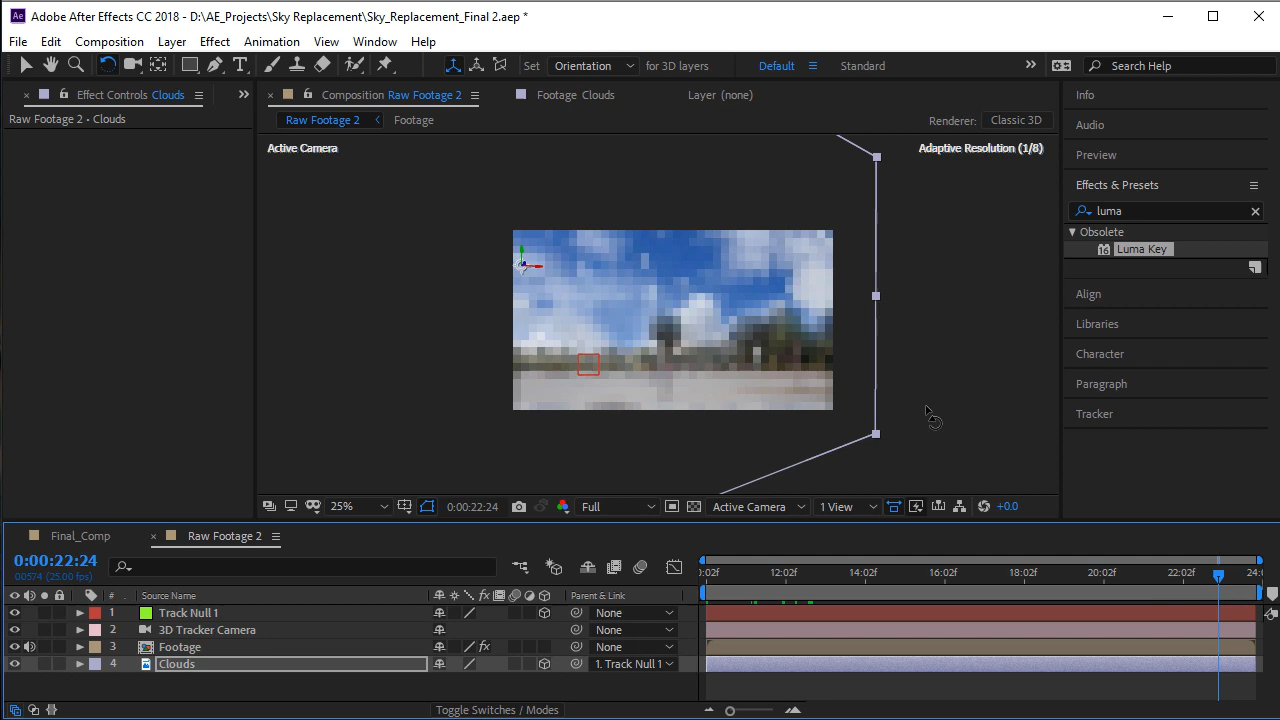 Ae Adobe After Effects CC 2018 - D:\AE_Projects\Sky Replacement\Sky_Replacement_Final 2.aep *
File Edit Composition Layer Effect Animation View Window Help
Set Orientation for 3D layers Default Standard Search Help
Effect Controls Clouds Composition Raw Footage 2 Footage Clouds Layer (none) Info
Raw Footage 2 • Clouds Raw Footage 2 Footage Renderer: Classic 3D Audio
Active Camera Adaptive Resolution (1/8) Preview
Effects & Presets
luma
Obsolete
16 Luma Key
Align
Libraries
Character
Paragraph
Tracker
25% 0:00:22:24 Full Active Camera 1 View +0.0
Final_Comp Raw Footage 2
0:00:22:24
00574 (25.00 fps)
0:02f 12:02f 14:02f 16:02f 18:02f 20:02f 22:02f 24:0
# Source Name fx Parent & Link
1 Track Null 1 None
2 3D Tracker Camera None
3 Footage fx None
4 Clouds 1. Track Null 1
Toggle Switches / Modes